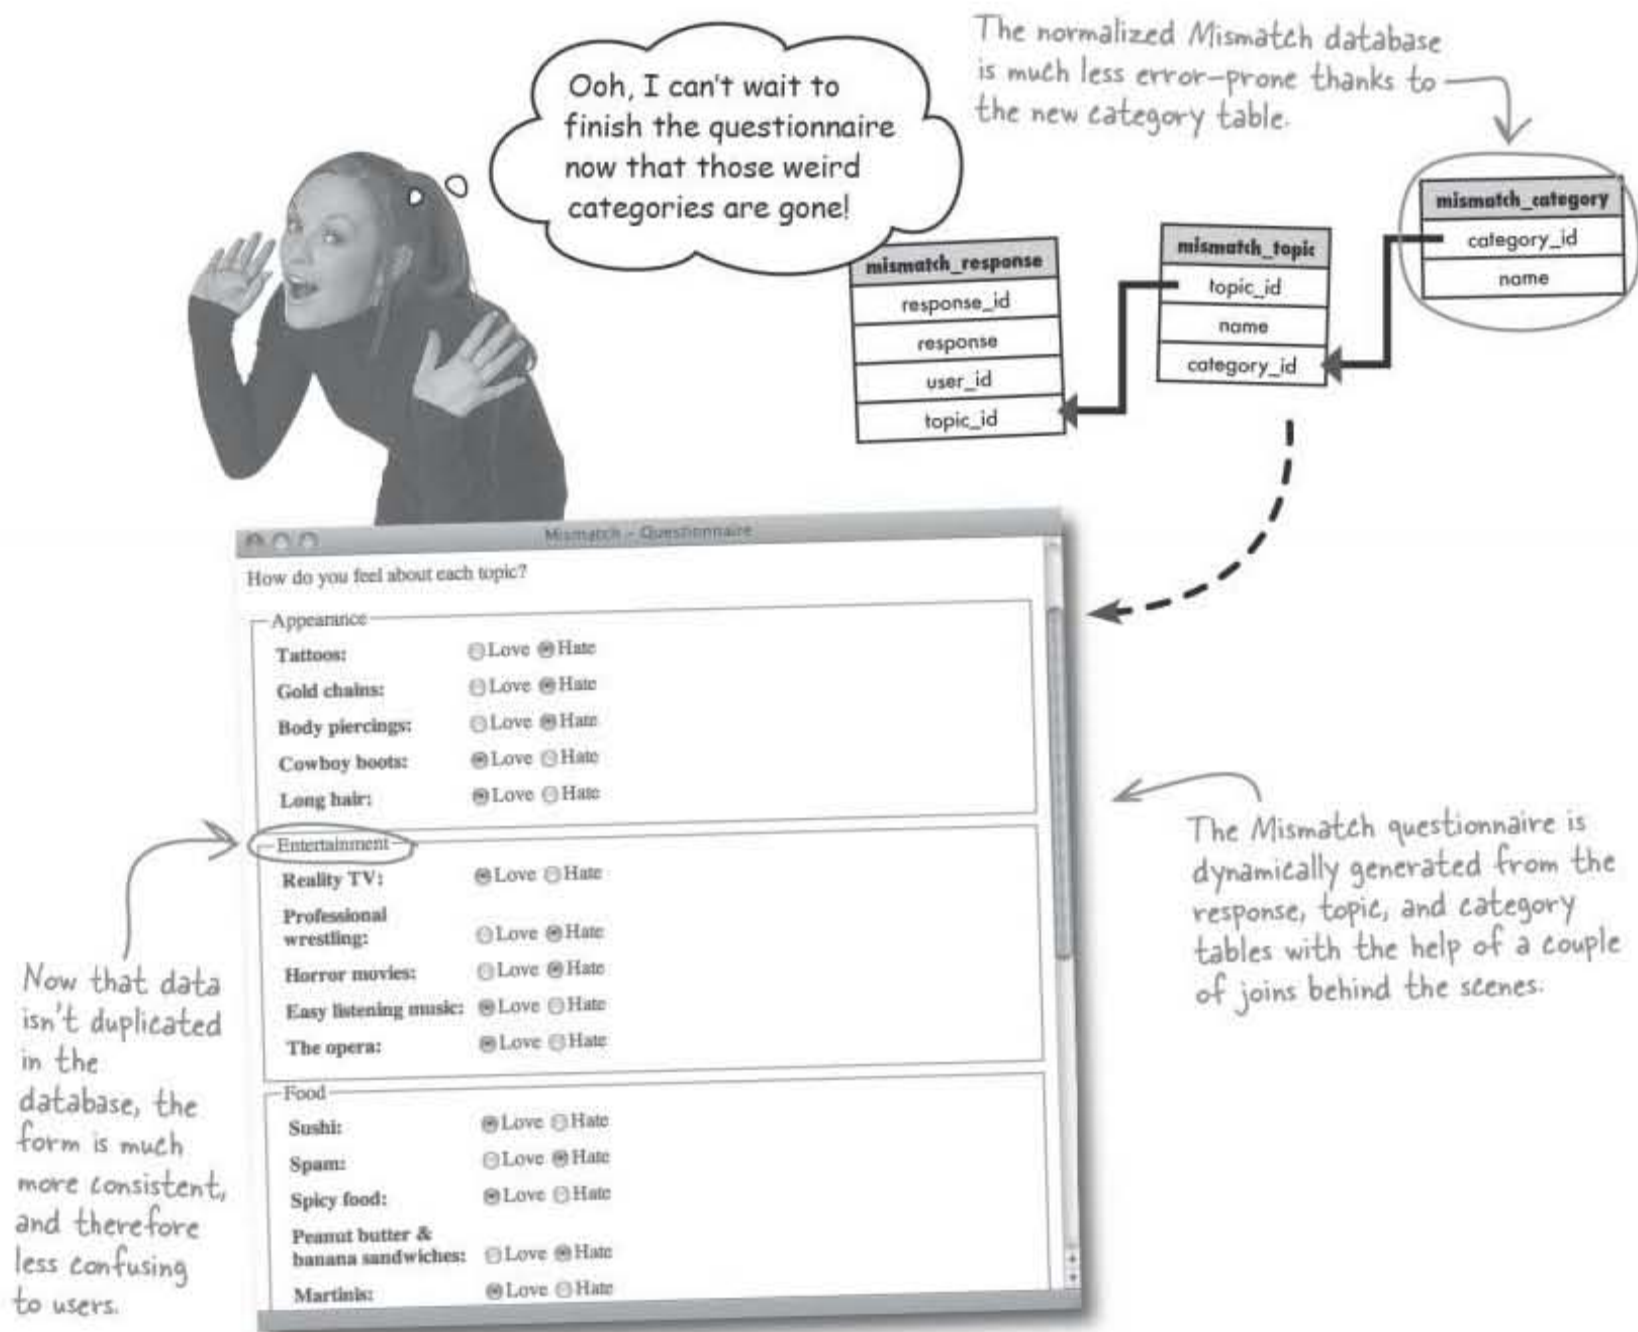 Ooh, I can't wait to
finish the questionnaire
now that those weird
categories are gone!
The normalized Mismatch database
is much less error-prone thanks to
the new category table.
mismatch_response
response_id
response
user_id
topic_id
mismatch_topic
topic_id
name
category_id
mismatch_category
category_id
name
Mismatch - Questionnaire
How do you feel about each topic?
Appearance
Tattoos: Love Hate
Gold chains: Love Hate
Body piercings: Love Hate
Cowboy boots: Love Hate
Long hair: Love Hate
Entertainment
Reality TV: Love Hate
Professional
wrestling: Love Hate
Horror movies: Love Hate
Easy listening music: Love Hate
The opera: Love Hate
Food
Sushi: Love Hate
Spam: Love Hate
Spicy food: Love Hate
Peanut butter &
banana sandwiches: Love Hate
Martinis: Love Hate
Now that data
isn't duplicated
in the
database, the
form is much
more consistent,
and therefore
less confusing
to users.
The Mismatch questionnaire is
dynamically generated from the
response, topic, and category
tables with the help of a couple
of joins behind the scenes.